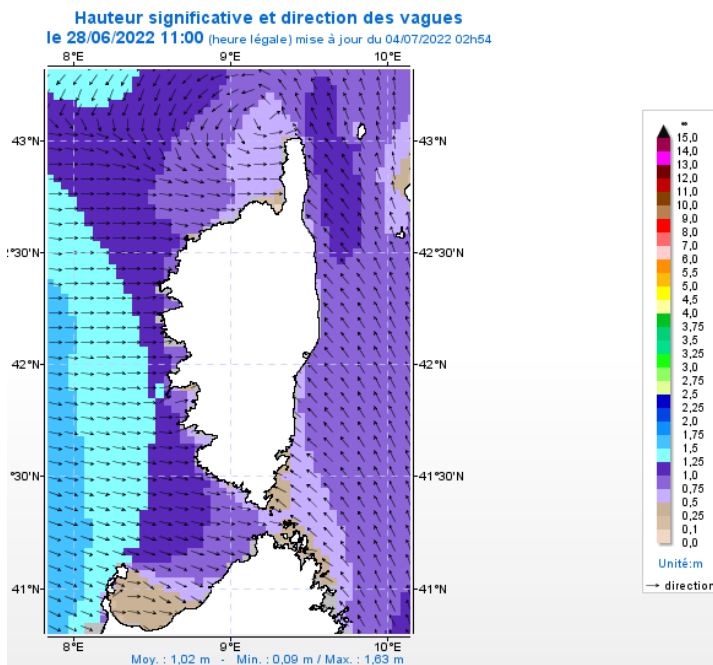 Hauteur significative et direction des vagues
le 28/06/2022 11:00 (heure légale) mise à jour du 04/07/2022 02h54
8°E 9°E 10°E
43°N 43°N
2°30'N 42°30'N
42°N 42°N
1°30'N 41°30'N
41°N 41°N
8°E 9°E 10°E
Moy. : 1,02 m - Min. : 0,09 m / Max. : 1,63 m
∞
15,0
14,0
13,0
12,0
11,0
10,0
9,0
8,0
7,0
6,0
5,5
5,0
4,5
4,0
3,75
3,5
3,25
3,0
2,75
2,5
2,25
2,0
1,75
1,5
1,25
1,0
0,75
0,5
0,25
0,1
0,0
Unité:m
direction